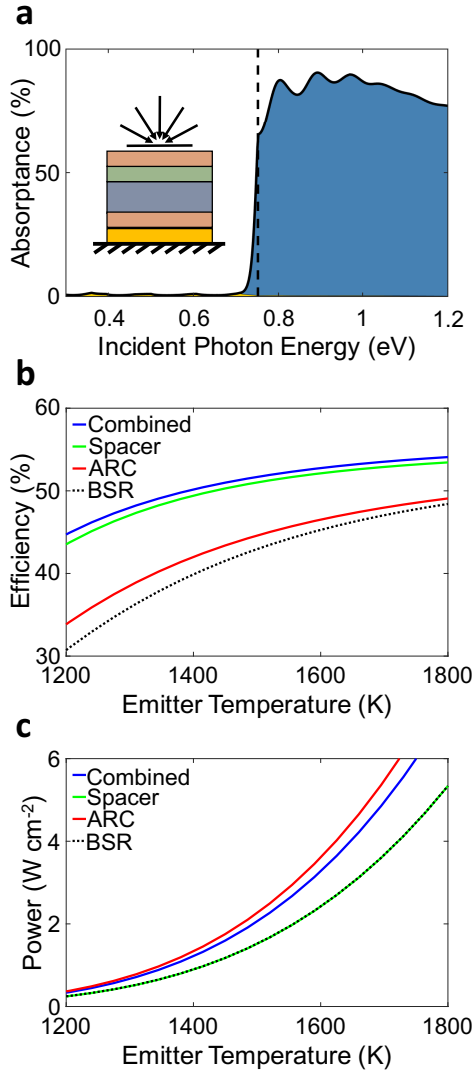 a
100
50
0
Absorptance (%)
0.4 0.6 0.8 1 1.2
Incident Photon Energy (eV)
b
60
50
40
30
Efficiency (%)
Combined
Spacer
ARC
BSR
1200 1400 1600 1800
Emitter Temperature (K)
c
6
4
2
0
Power (W cm-2)
Combined
Spacer
ARC
BSR
1200 1400 1600 1800
Emitter Temperature (K)